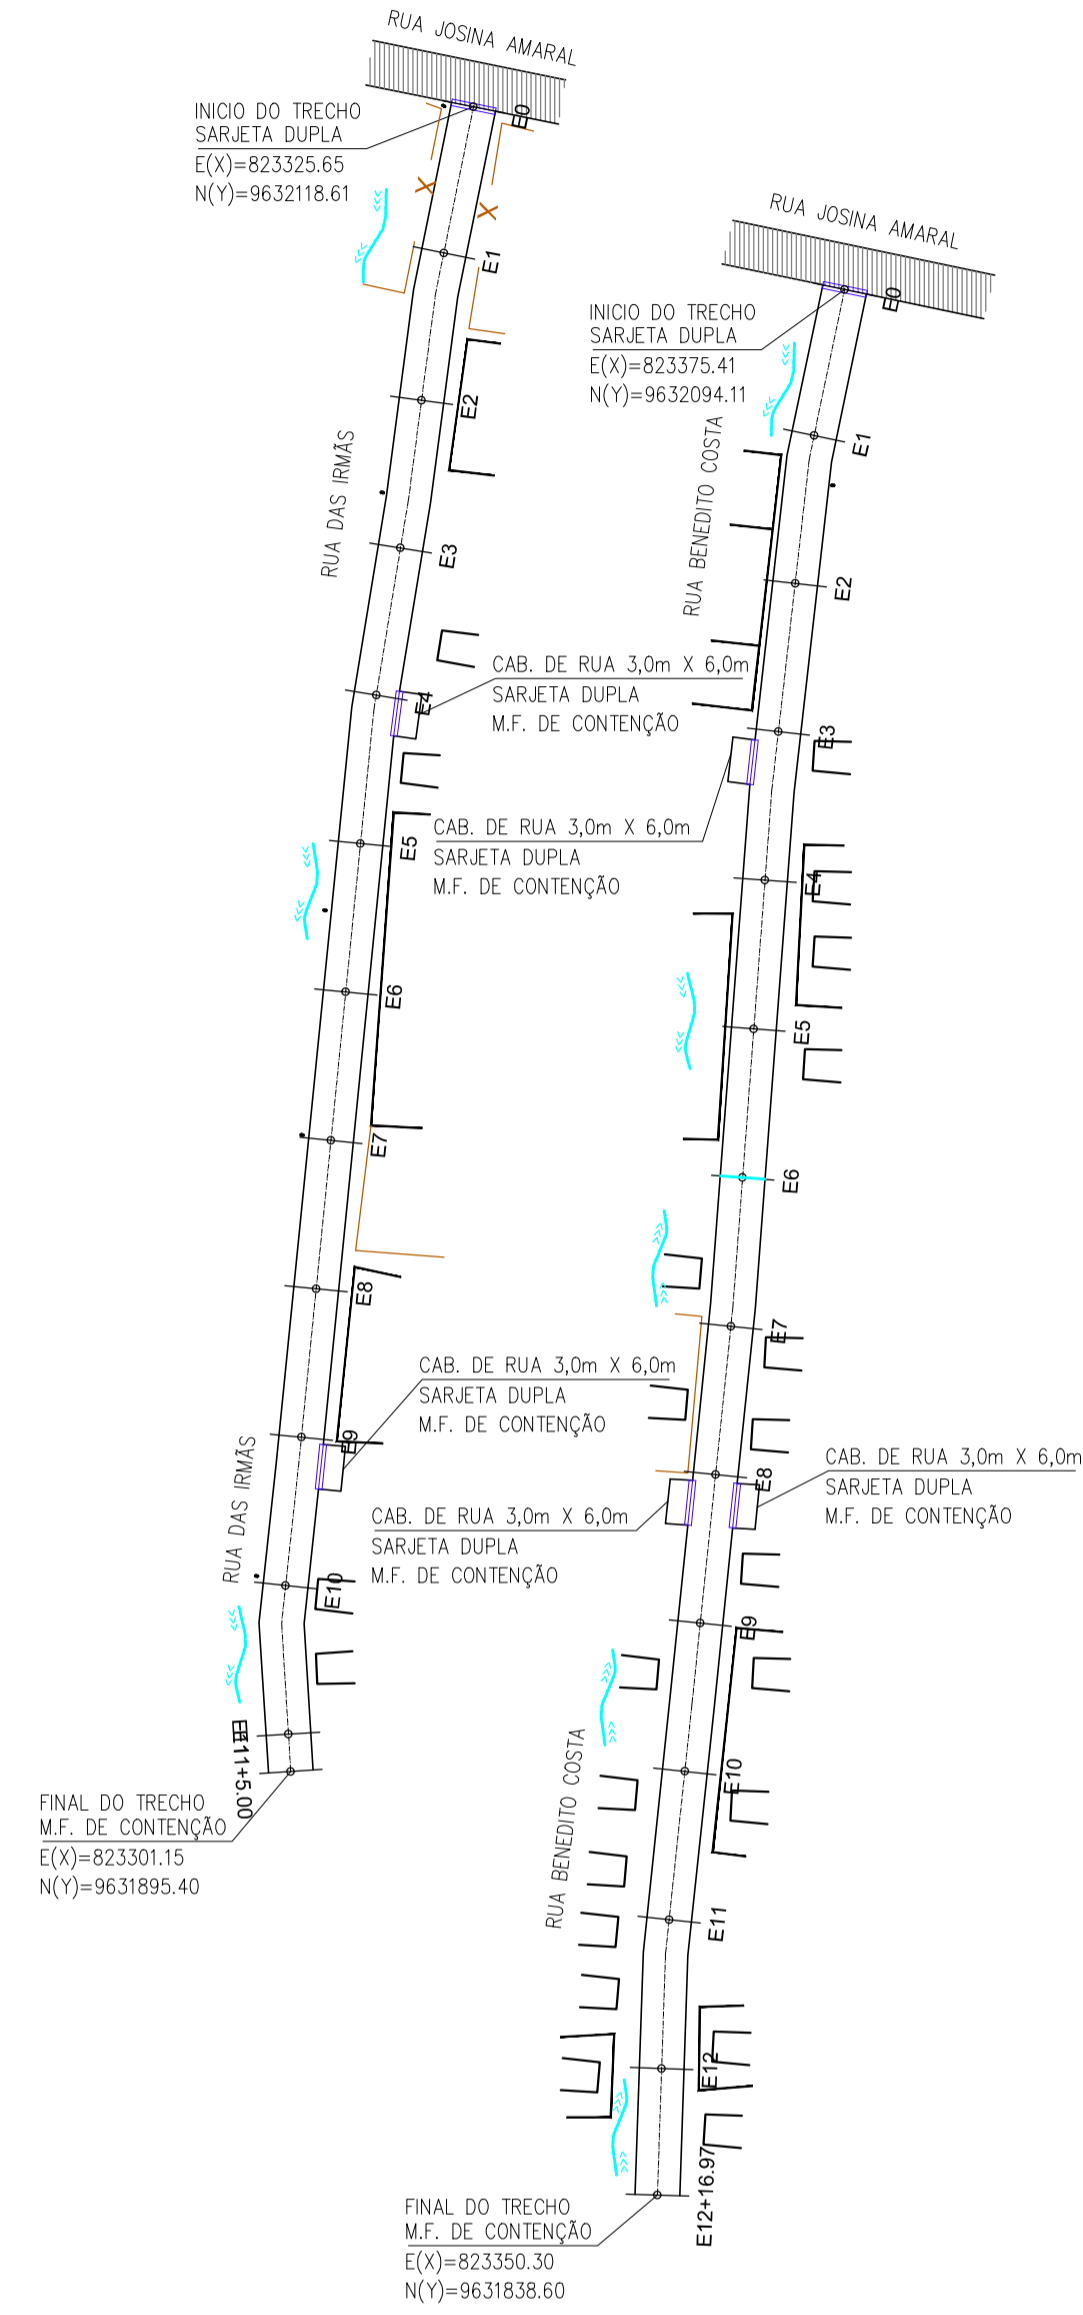 RUA JOSINA AMARAL
INICIO DO TRECHO
SARJETA DUPLA
E(X)=823325.65
N(Y)=9632118.61
E0
E1
E2
RUA DAS IRMÃS
E3
E4
CAB. DE RUA 3,0m X 6,0m
SARJETA DUPLA
M.F. DE CONTENÇÃO
E5
E6
E7
E8
CAB. DE RUA 3,0m X 6,0m
SARJETA DUPLA
M.F. DE CONTENÇÃO
E9
RUA DAS IRMÃS
E10
E11+5.00
FINAL DO TRECHO
M.F. DE CONTENÇÃO
E(X)=823301.15
N(Y)=9631895.40
RUA JOSINA AMARAL
INICIO DO TRECHO
SARJETA DUPLA
E(X)=823375.41
N(Y)=9632094.11
E0
E1
RUA BENEDITO COSTA
E2
E3
CAB. DE RUA 3,0m X 6,0m
SARJETA DUPLA
M.F. DE CONTENÇÃO
E4
E5
E6
E7
E8
CAB. DE RUA 3,0m X 6,0m
SARJETA DUPLA
M.F. DE CONTENÇÃO
CAB. DE RUA 3,0m X 6,0m
SARJETA DUPLA
M.F. DE CONTENÇÃO
E9
RUA BENEDITO COSTA
E10
E11
E12
E12+16.97
FINAL DO TRECHO
M.F. DE CONTENÇÃO
E(X)=823350.30
N(Y)=9631838.60